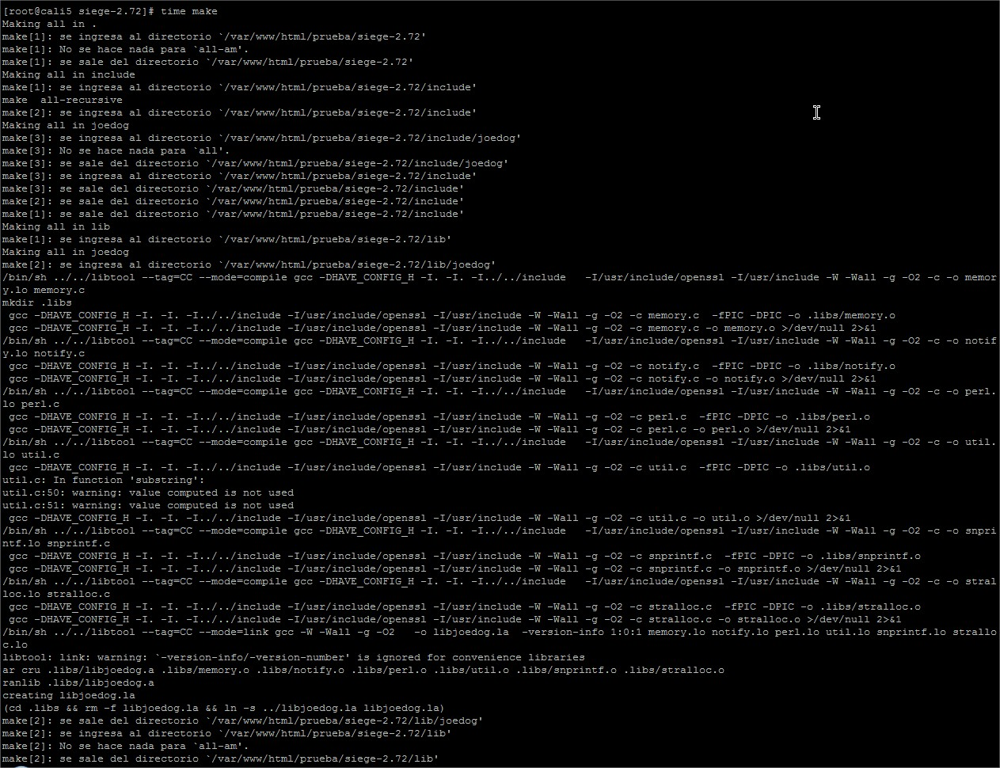 [root@cali5 siege-2.72]# time make
Making all in .
make[1]: se ingresa al directorio `/var/www/html/prueba/siege-2.72'
make[1]: No se hace nada para `all-am'.
make[1]: se sale del directorio `/var/www/html/prueba/siege-2.72'
Making all in include
make[1]: se ingresa al directorio `/var/www/html/prueba/siege-2.72/include'
make  all-recursive
make[2]: se ingresa al directorio `/var/www/html/prueba/siege-2.72/include'
Making all in joedog
make[3]: se ingresa al directorio `/var/www/html/prueba/siege-2.72/include/joedog'
make[3]: No se hace nada para `all'.
make[3]: se sale del directorio `/var/www/html/prueba/siege-2.72/include/joedog'
make[3]: se ingresa al directorio `/var/www/html/prueba/siege-2.72/include'
make[3]: se sale del directorio `/var/www/html/prueba/siege-2.72/include'
make[2]: se sale del directorio `/var/www/html/prueba/siege-2.72/include'
make[1]: se sale del directorio `/var/www/html/prueba/siege-2.72/include'
Making all in lib
make[1]: se ingresa al directorio `/var/www/html/prueba/siege-2.72/lib'
Making all in joedog
make[2]: se ingresa al directorio `/var/www/html/prueba/siege-2.72/lib/joedog'
/bin/sh ../../libtool --tag=CC --mode=compile gcc -DHAVE_CONFIG_H -I. -I. -I../../include   -I/usr/include/openssl -I/usr/include -W -Wall -g -O2 -c -o memor
y.lo memory.c
mkdir .libs
 gcc -DHAVE_CONFIG_H -I. -I. -I../../include -I/usr/include/openssl -I/usr/include -W -Wall -g -O2 -c memory.c  -fPIC -DPIC -o .libs/memory.o
 gcc -DHAVE_CONFIG_H -I. -I. -I../../include -I/usr/include/openssl -I/usr/include -W -Wall -g -O2 -c memory.c -o memory.o >/dev/null 2>&1
/bin/sh ../../libtool --tag=CC --mode=compile gcc -DHAVE_CONFIG_H -I. -I. -I../../include   -I/usr/include/openssl -I/usr/include -W -Wall -g -O2 -c -o notif
y.lo notify.c
 gcc -DHAVE_CONFIG_H -I. -I. -I../../include -I/usr/include/openssl -I/usr/include -W -Wall -g -O2 -c notify.c  -fPIC -DPIC -o .libs/notify.o
 gcc -DHAVE_CONFIG_H -I. -I. -I../../include -I/usr/include/openssl -I/usr/include -W -Wall -g -O2 -c notify.c -o notify.o >/dev/null 2>&1
/bin/sh ../../libtool --tag=CC --mode=compile gcc -DHAVE_CONFIG_H -I. -I. -I../../include   -I/usr/include/openssl -I/usr/include -W -Wall -g -O2 -c -o perl.
lo perl.c
 gcc -DHAVE_CONFIG_H -I. -I. -I../../include -I/usr/include/openssl -I/usr/include -W -Wall -g -O2 -c perl.c  -fPIC -DPIC -o .libs/perl.o
 gcc -DHAVE_CONFIG_H -I. -I. -I../../include -I/usr/include/openssl -I/usr/include -W -Wall -g -O2 -c perl.c -o perl.o >/dev/null 2>&1
/bin/sh ../../libtool --tag=CC --mode=compile gcc -DHAVE_CONFIG_H -I. -I. -I../../include   -I/usr/include/openssl -I/usr/include -W -Wall -g -O2 -c -o util.
lo util.c
 gcc -DHAVE_CONFIG_H -I. -I. -I../../include -I/usr/include/openssl -I/usr/include -W -Wall -g -O2 -c util.c  -fPIC -DPIC -o .libs/util.o
util.c: In function 'substring':
util.c:50: warning: value computed is not used
util.c:51: warning: value computed is not used
 gcc -DHAVE_CONFIG_H -I. -I. -I../../include -I/usr/include/openssl -I/usr/include -W -Wall -g -O2 -c util.c -o util.o >/dev/null 2>&1
/bin/sh ../../libtool --tag=CC --mode=compile gcc -DHAVE_CONFIG_H -I. -I. -I../../include   -I/usr/include/openssl -I/usr/include -W -Wall -g -O2 -c -o snpri
ntf.lo snprintf.c
 gcc -DHAVE_CONFIG_H -I. -I. -I../../include -I/usr/include/openssl -I/usr/include -W -Wall -g -O2 -c snprintf.c  -fPIC -DPIC -o .libs/snprintf.o
 gcc -DHAVE_CONFIG_H -I. -I. -I../../include -I/usr/include/openssl -I/usr/include -W -Wall -g -O2 -c snprintf.c -o snprintf.o >/dev/null 2>&1
/bin/sh ../../libtool --tag=CC --mode=compile gcc -DHAVE_CONFIG_H -I. -I. -I../../include   -I/usr/include/openssl -I/usr/include -W -Wall -g -O2 -c -o stral
loc.lo stralloc.c
 gcc -DHAVE_CONFIG_H -I. -I. -I../../include -I/usr/include/openssl -I/usr/include -W -Wall -g -O2 -c stralloc.c  -fPIC -DPIC -o .libs/stralloc.o
 gcc -DHAVE_CONFIG_H -I. -I. -I../../include -I/usr/include/openssl -I/usr/include -W -Wall -g -O2 -c stralloc.c -o stralloc.o >/dev/null 2>&1
/bin/sh ../../libtool --tag=CC --mode=link gcc -W -Wall -g -O2   -o libjoedog.la  -version-info 1:0:1 memory.lo notify.lo perl.lo util.lo snprintf.lo strallo
c.lo
libtool: link: warning: `-version-info/-version-number' is ignored for convenience libraries
ar cru .libs/libjoedog.a .libs/memory.o .libs/notify.o .libs/perl.o .libs/util.o .libs/snprintf.o .libs/stralloc.o
ranlib .libs/libjoedog.a
creating libjoedog.la
(cd .libs && rm -f libjoedog.la && ln -s ../libjoedog.la libjoedog.la)
make[2]: se sale del directorio `/var/www/html/prueba/siege-2.72/lib/joedog'
make[2]: se ingresa al directorio `/var/www/html/prueba/siege-2.72/lib'
make[2]: No se hace nada para `all-am'.
make[2]: se sale del directorio `/var/www/html/prueba/siege-2.72/lib'